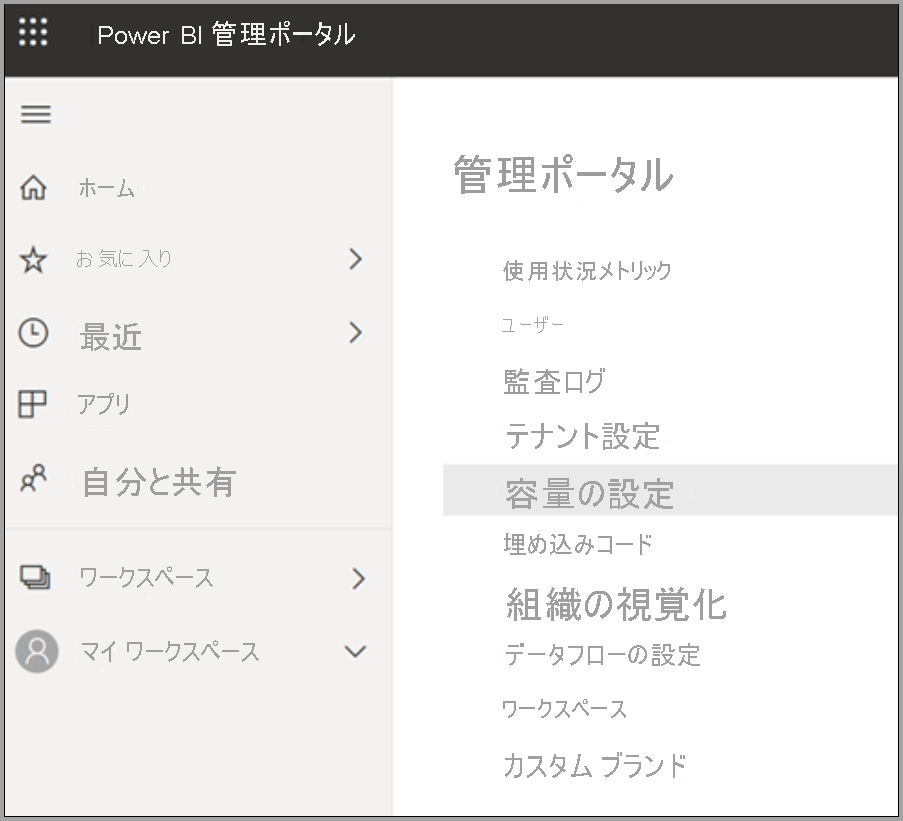 Power BI 管理ポータル
ホーム
お気に入り
最近
アプリ
自分と共有
ワークスペース
マイ ワークスペース
管理ポータル
使用状況メトリック
ユーザー
監査ログ
テナント設定
容量の設定
埋め込みコード
組織の視覚化
データフローの設定
ワークスペース
カスタム ブランド